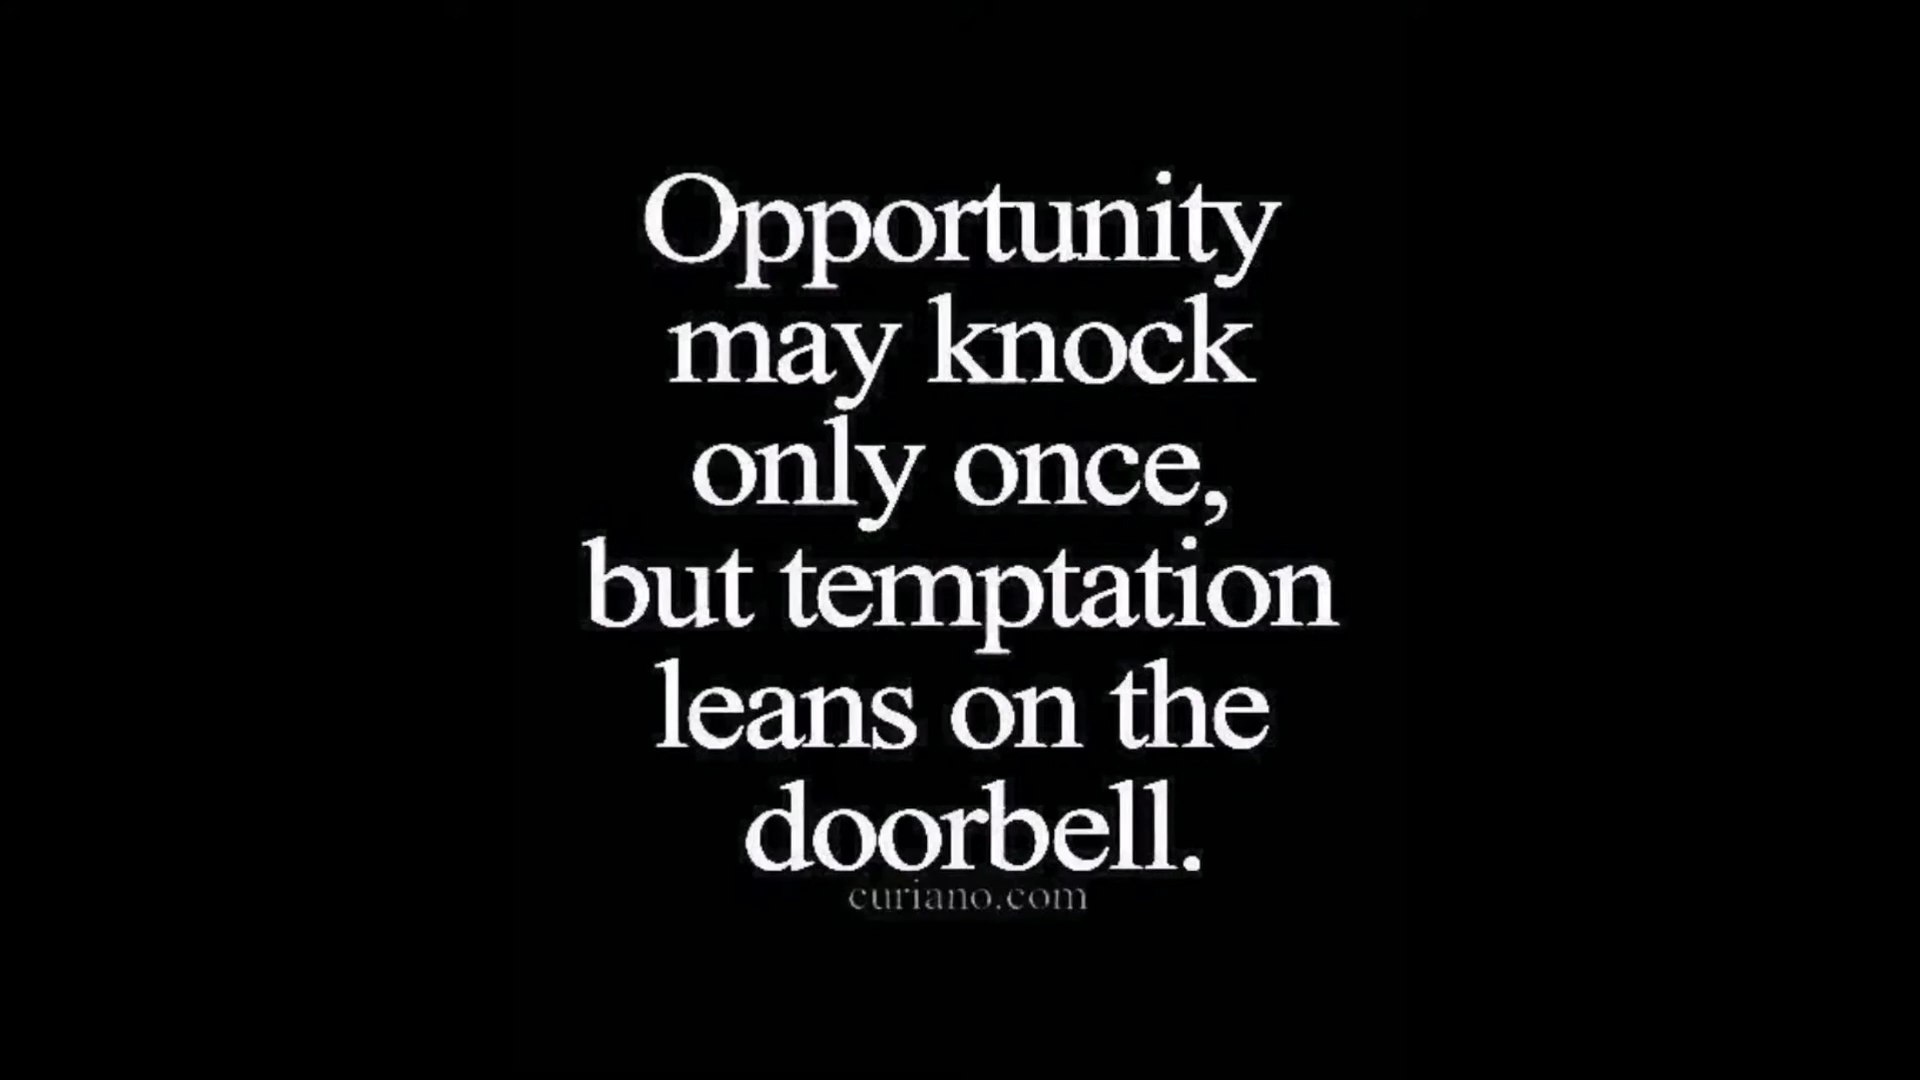 Opportunity
may knock
only once,
but temptation
leans on the
doorbell.
curiano.com